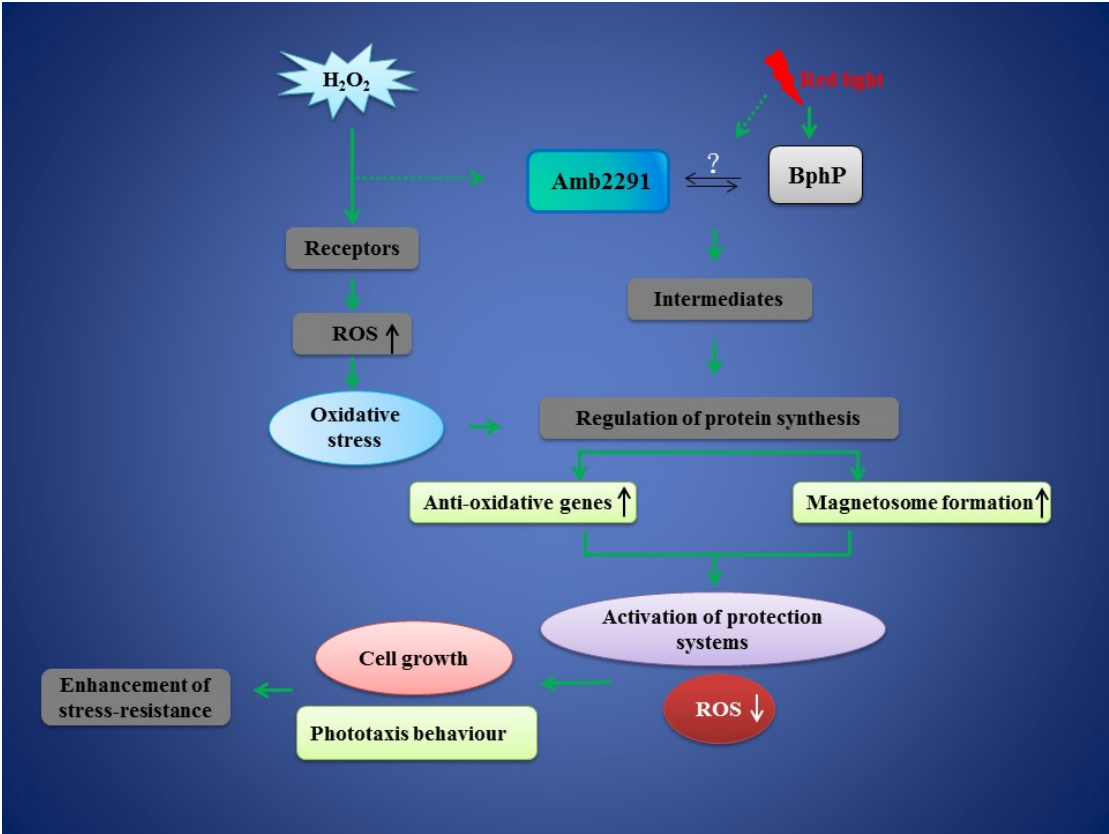 H₂O₂
Red light
?
Amb2291
BphP
Receptors
Intermediates
ROS
Oxidative
stress
Regulation of protein synthesis
Anti-oxidative genes
Magnetosome formation
Activation of protection
systems
Cell growth
Enhancement of
stress-resistance
ROS
Phototaxis behaviour